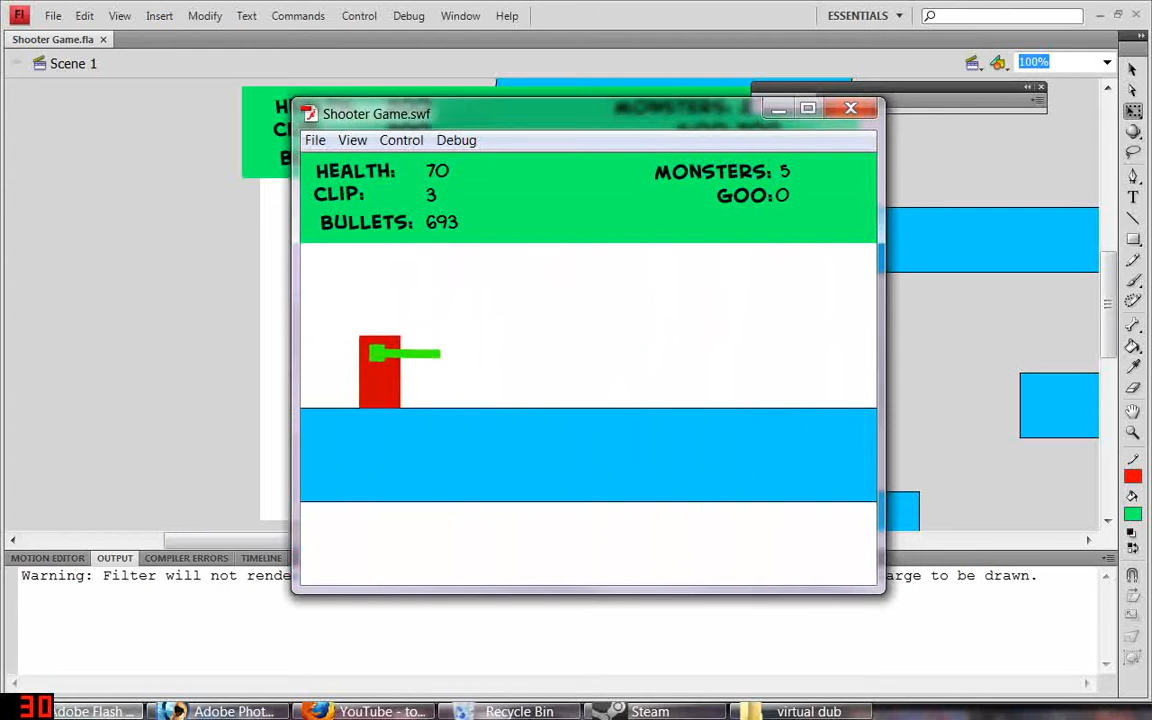 Fl File Edit View Insert Modify Text Commands Control Debug Window Help ESSENTIALS
Shooter Game.fla
Scene 1 100%
Shooter Game.swf
File View Control Debug
HEALTH: 70 MONSTERS: 5
CLIP: 3 GOO: 0
BULLETS: 693
MOTION EDITOR OUTPUT COMPILER ERRORS TIMELINE
Warning: Filter will not rende arge to be drawn.
30 Adobe Flash ... Adobe Phot... YouTube - to... Recycle Bin Steam virtual dub